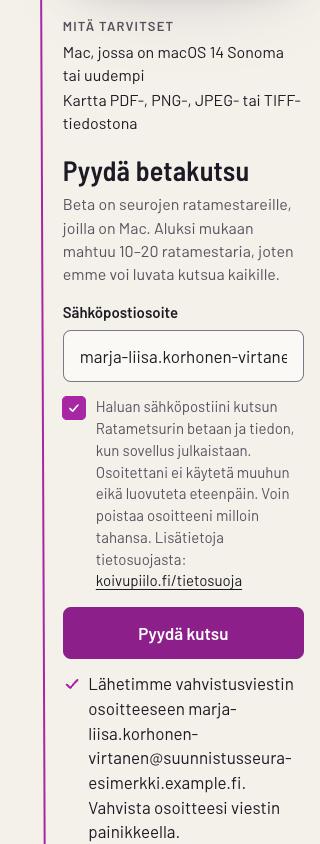 MITÄ TARVITSET
Mac, jossa on macOS 14 Sonoma
tai uudempi
Kartta PDF-, PNG-, JPEG- tai TIFF-
tiedostona
Pyydä betakutsu
Beta on seurojen ratamestareille,
joilla on Mac. Aluksi mukaan
mahtuu 10–20 ratamestaria, joten
emme voi luvata kutsua kaikille.
Sähköpostiosoite
marja-liisa.korhonen-virtane
Haluan sähköpostiini kutsun
Ratametsurin betaan ja tiedon,
kun sovellus julkaistaan.
Osoitettani ei käytetä muuhun
eikä luovuteta eteenpäin. Voin
poistaa osoitteeni milloin
tahansa. Lisätietoja
tietosuojasta:
koivupiilo.fi/tietosuoja
Pyydä kutsu
Lähetimme vahvistusviestin
osoitteeseen marja-
liisa.korhonen-
virtanen@suunnistusseura-
esimerkki.example.fi.
Vahvista osoitteesi viestin
painikkeella.